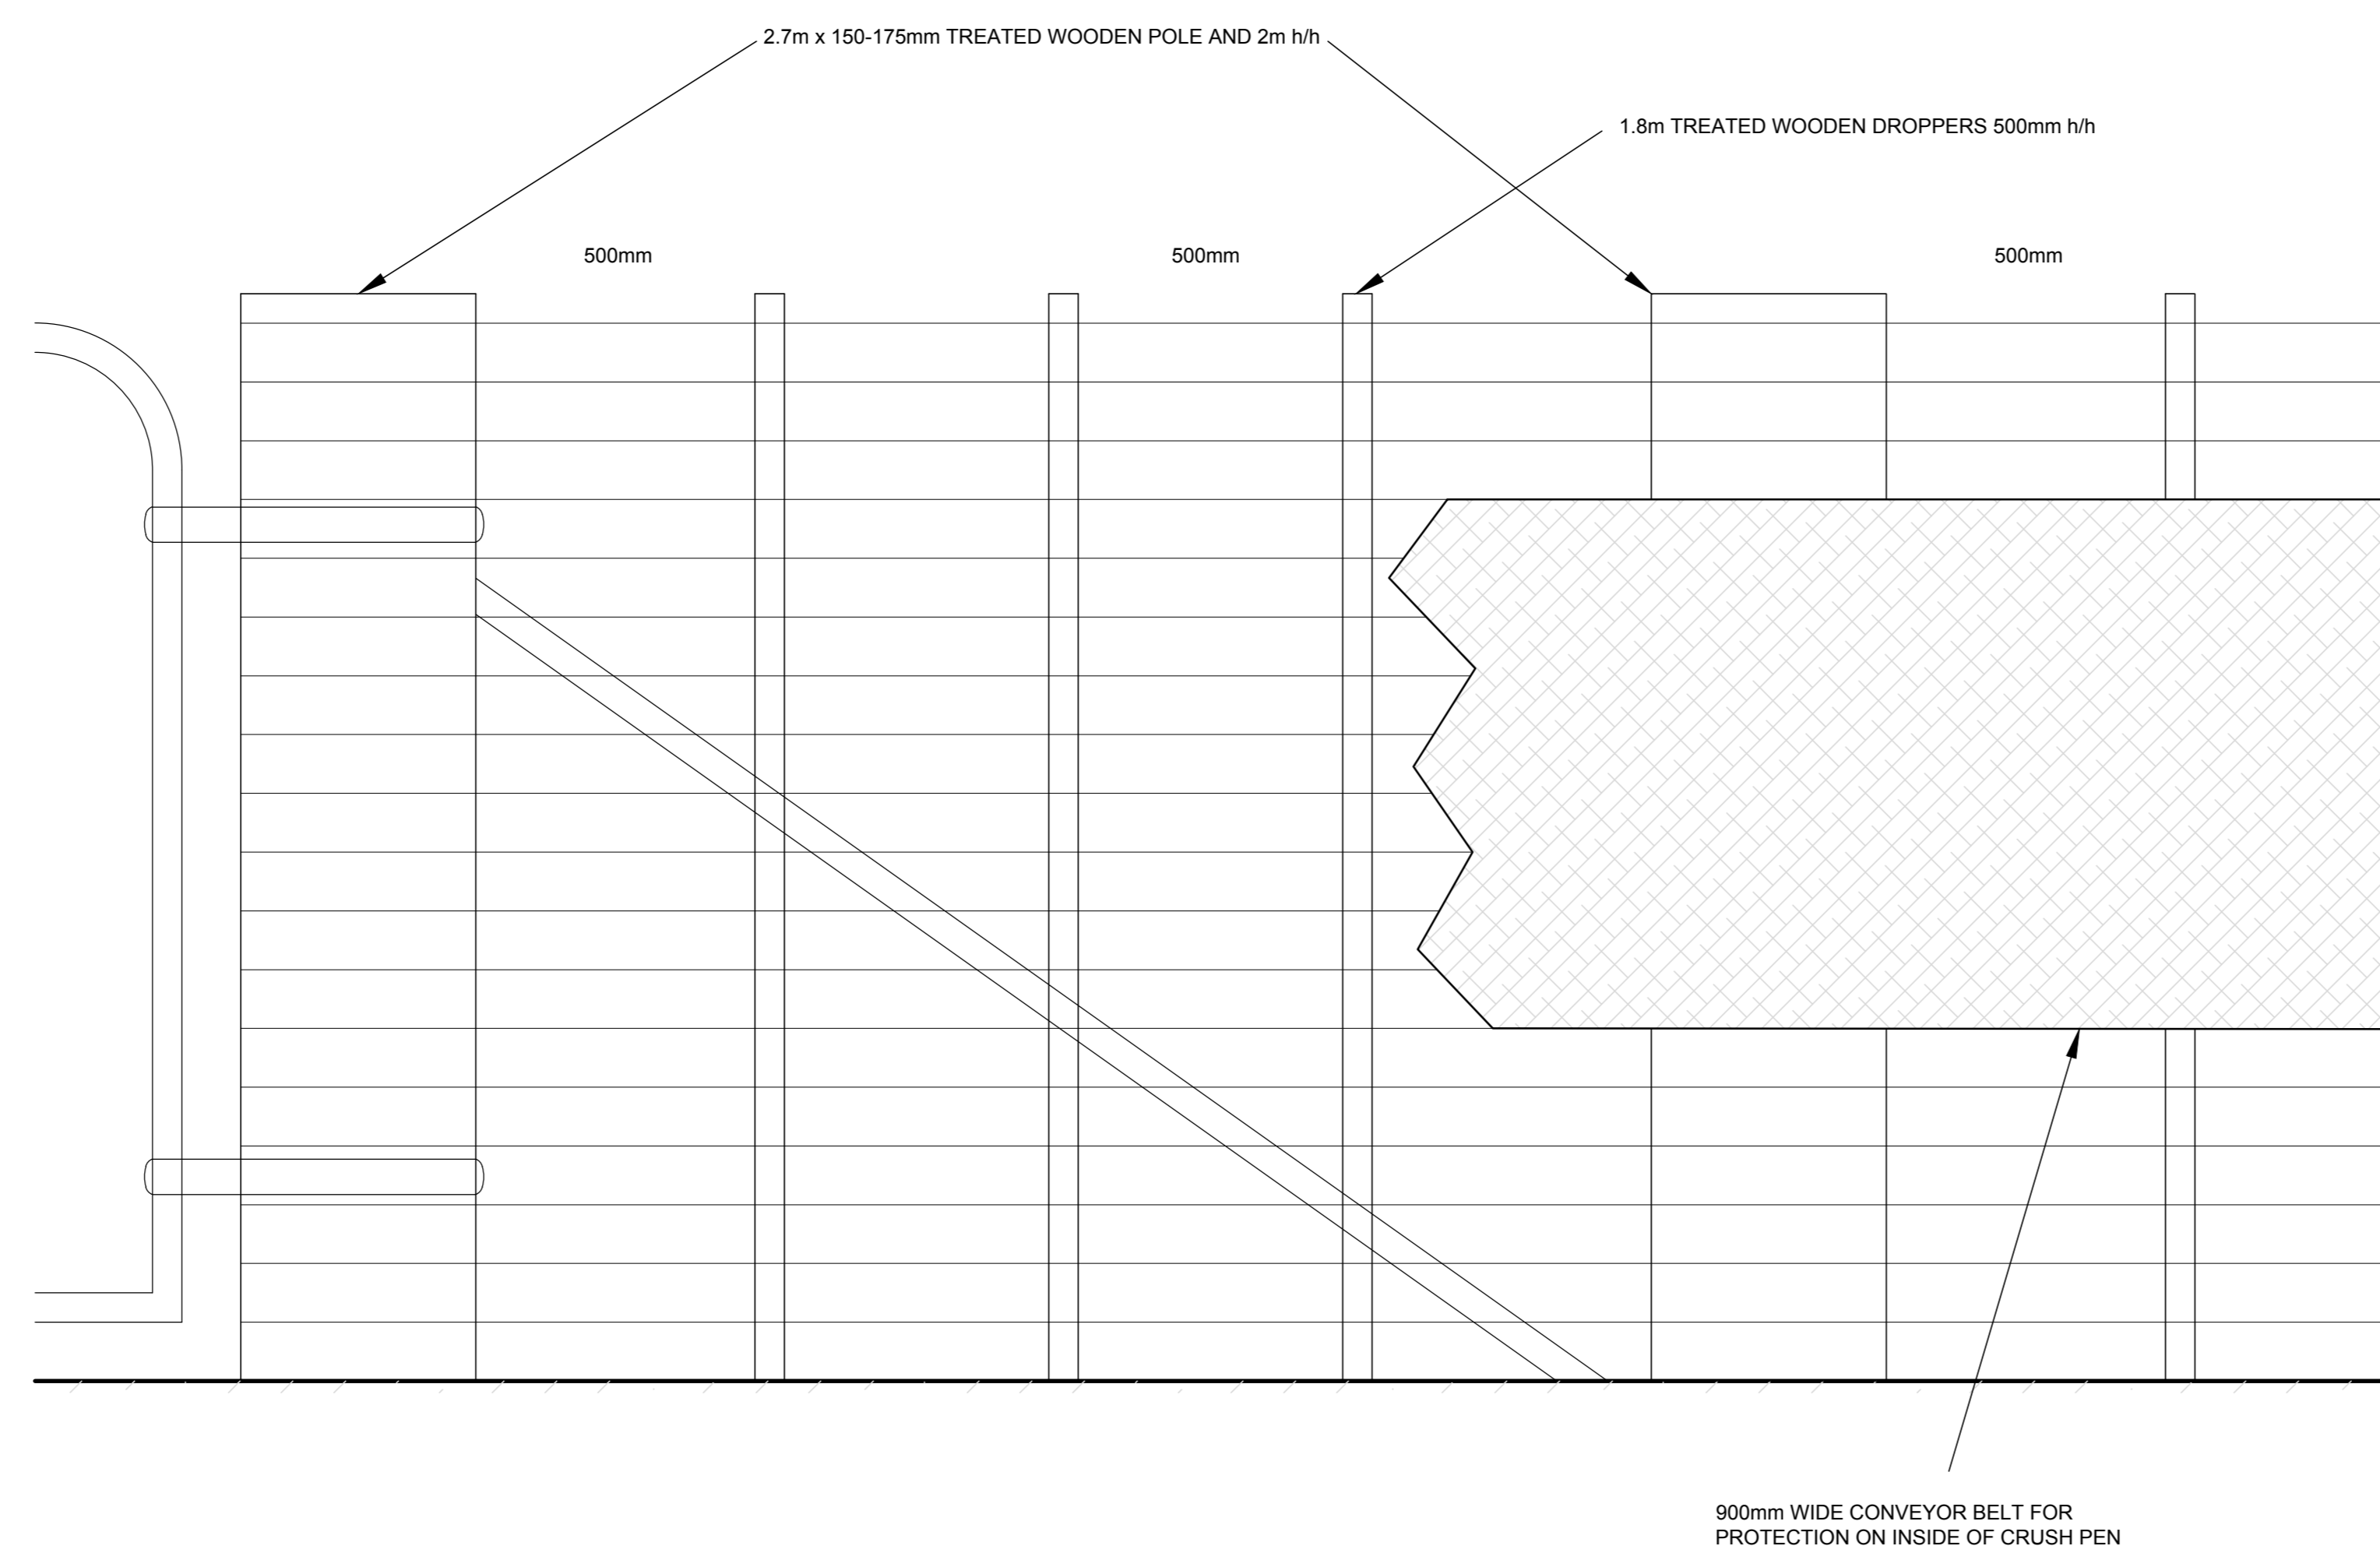 2.7m x 150-175mm TREATED WOODEN POLE AND 2m h/h
1.8m TREATED WOODEN DROPPERS 500mm h/h
500mm
500mm
500mm
900mm WIDE CONVEYOR BELT FOR
PROTECTION ON INSIDE OF CRUSH PEN